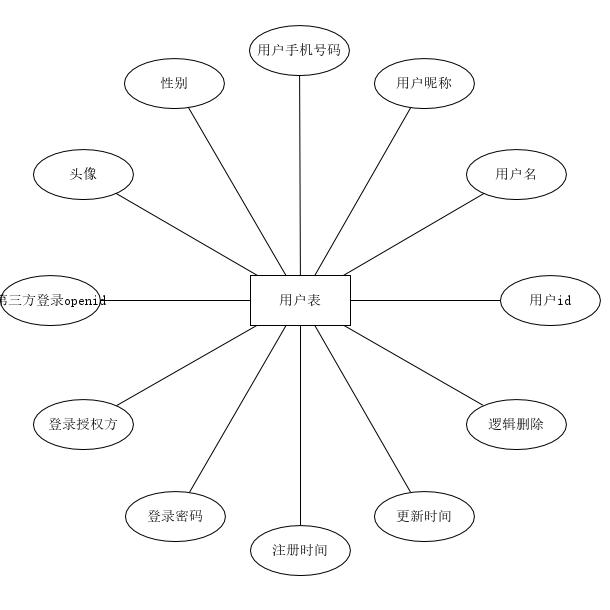 用户手机号码
性别
用户昵称
头像
用户名
第三方登录openid
用户表
用户id
登录授权方
逻辑删除
登录密码
更新时间
注册时间